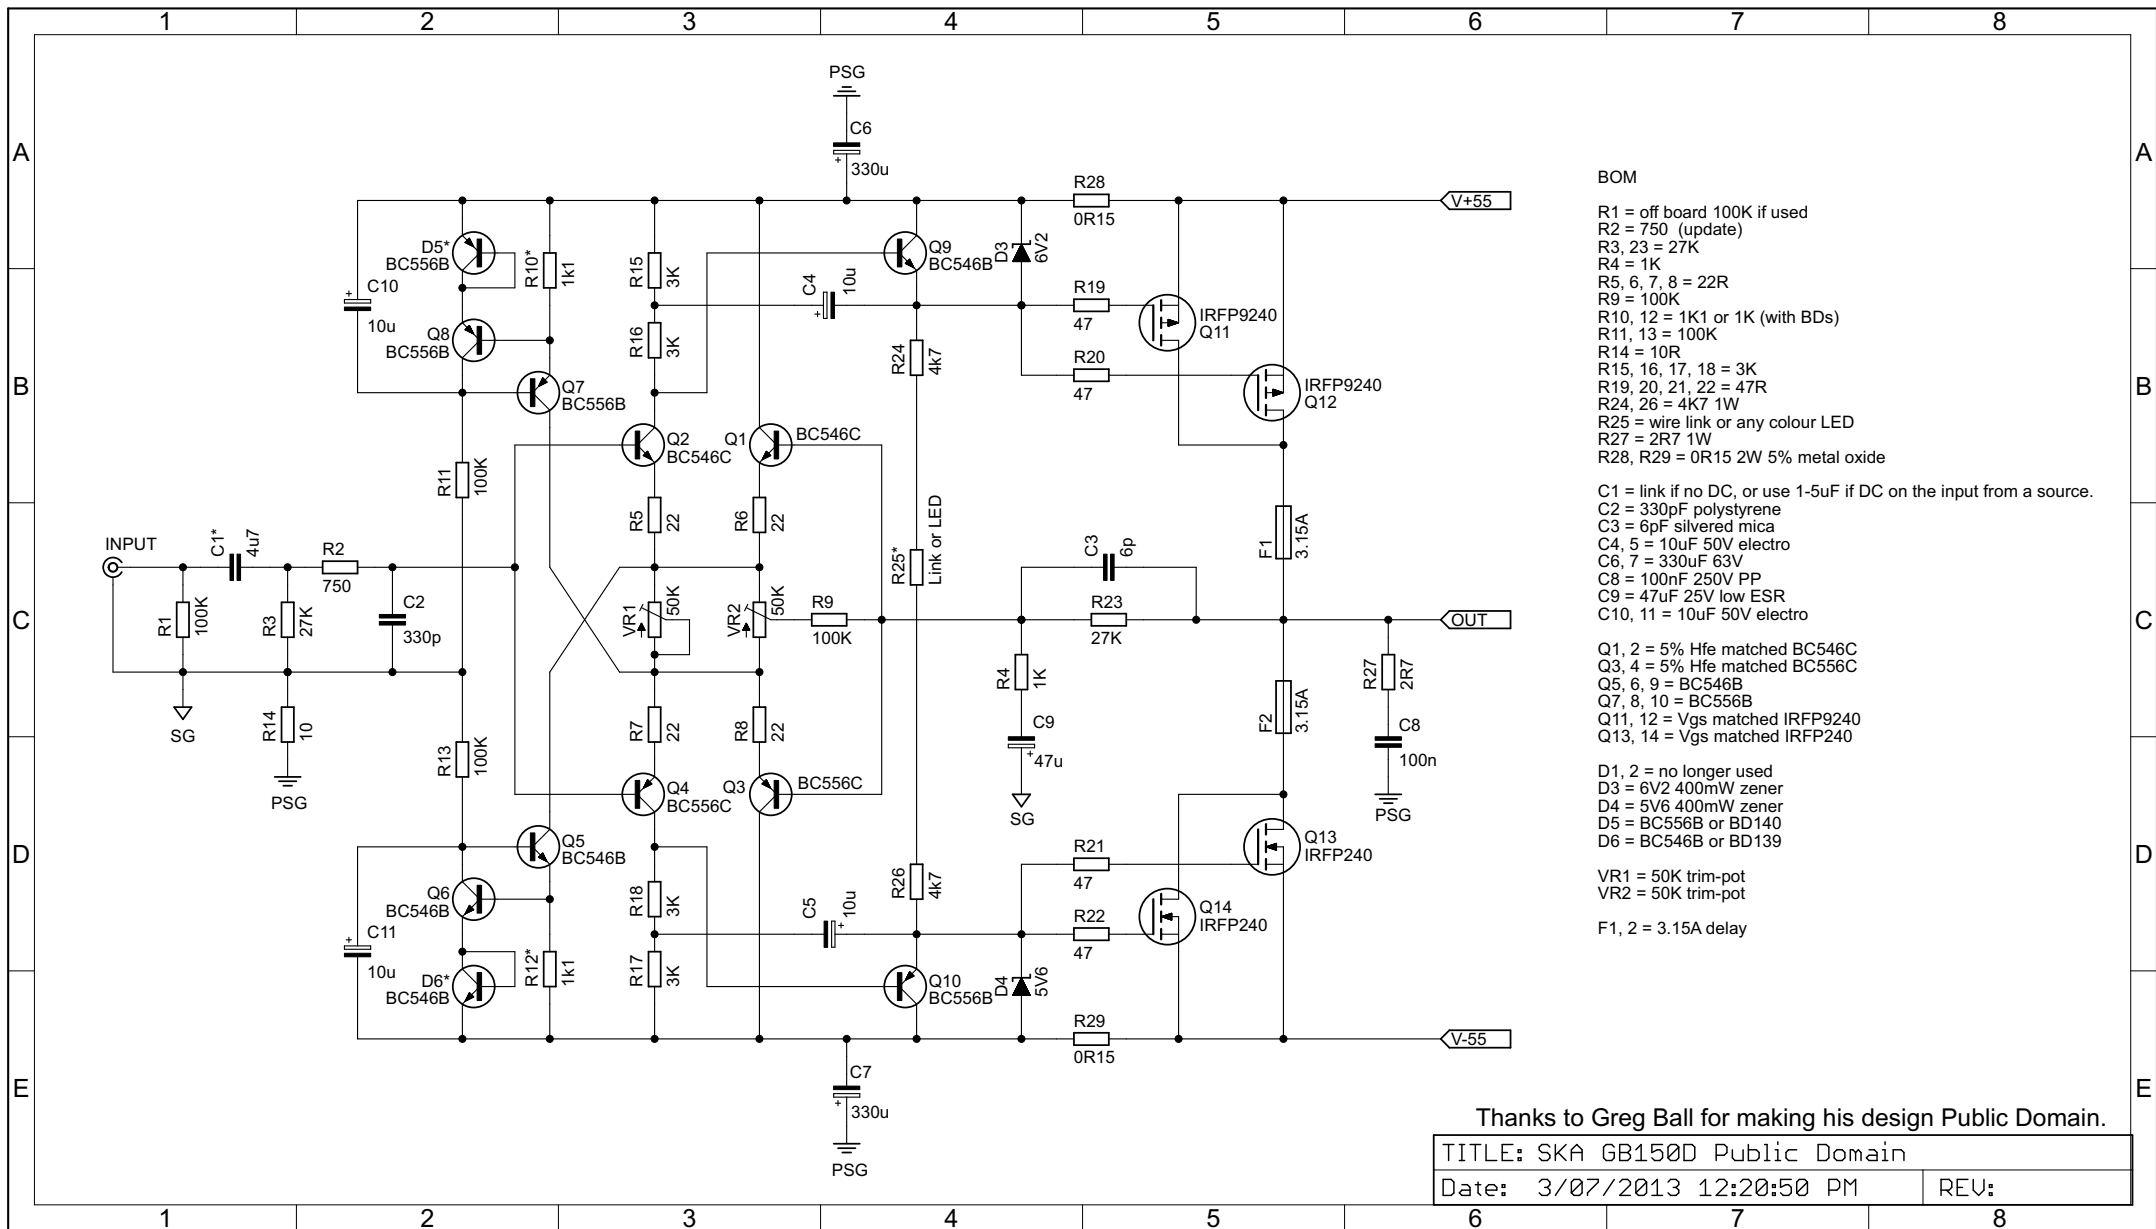 1 2 3 4 5 6 7 8
A
B
C
D
E
A
B
C
D
E
1 2 3 4 5 6 7 8
PSG
C6
+
330u
R28
0R15
V+55
D5*
BC556B
R10*
1k1
C10
+
10u
Q8
BC556B
Q7
BC556B
R15
3K
R16
3K
C4
10u
+
Q9
BC546B
D3
6V2
R19
47
R20
47
IRFP9240
Q11
IRFP9240
Q12
R24
4k7
Q2
BC546C
Q1
BC546C
R11
100K
R5
22
R6
22
R25*
Link or LED
C3
6p
F1
3.15A
INPUT
C1*
4u7
R2
750
R1
100K
R3
27K
C2
330p
VR1
50K
VR2
50K
R9
100K
R23
27K
OUT
SG
R14
10
PSG
R13
100K
R7
22
R8
22
R4
1K
C9
+
47u
SG
F2
3.15A
R27
2R7
C8
100n
PSG
Q4
BC556C
Q3
BC556C
Q5
BC546B
Q6
BC546B
C11
+
10u
D6*
BC546B
R12*
1k1
R18
3K
R17
3K
C5
10u
+
R26
4k7
Q10
BC556B
D4
5V6
R21
47
R22
47
Q13
IRFP240
Q14
IRFP240
R29
0R15
V-55
C7
+
330u
PSG
BOM
R1 = off board 100K if used
R2 = 750 (update)
R3, 23 = 27K
R4 = 1K
R5, 6, 7, 8 = 22R
R9 = 100K
R10, 12 = 1K1 or 1K (with BDs)
R11, 13 = 100K
R14 = 10R
R15, 16, 17, 18 = 3K
R19, 20, 21, 22 = 47R
R24, 26 = 4K7 1W
R25 = wire link or any colour LED
R27 = 2R7 1W
R28, R29 = 0R15 2W 5% metal oxide
C1 = link if no DC, or use 1-5uF if DC on the input from a source.
C2 = 330pF polystyrene
C3 = 6pF silvered mica
C4, 5 = 10uF 50V electro
C6, 7 = 330uF 63V
C8 = 100nF 250V PP
C9 = 47uF 25V low ESR
C10, 11 = 10uF 50V electro
Q1, 2 = 5% Hfe matched BC546C
Q3, 4 = 5% Hfe matched BC556C
Q5, 6, 9 = BC546B
Q7, 8, 10 = BC556B
Q11, 12 = Vgs matched IRFP9240
Q13, 14 = Vgs matched IRFP240
D1, 2 = no longer used
D3 = 6V2 400mW zener
D4 = 5V6 400mW zener
D5 = BC556B or BD140
D6 = BC546B or BD139
VR1 = 50K trim-pot
VR2 = 50K trim-pot
F1, 2 = 3.15A delay
Thanks to Greg Ball for making his design Public Domain.
TITLE: SKA GB150D Public Domain
Date: 3/07/2013 12:20:50 PM REV: